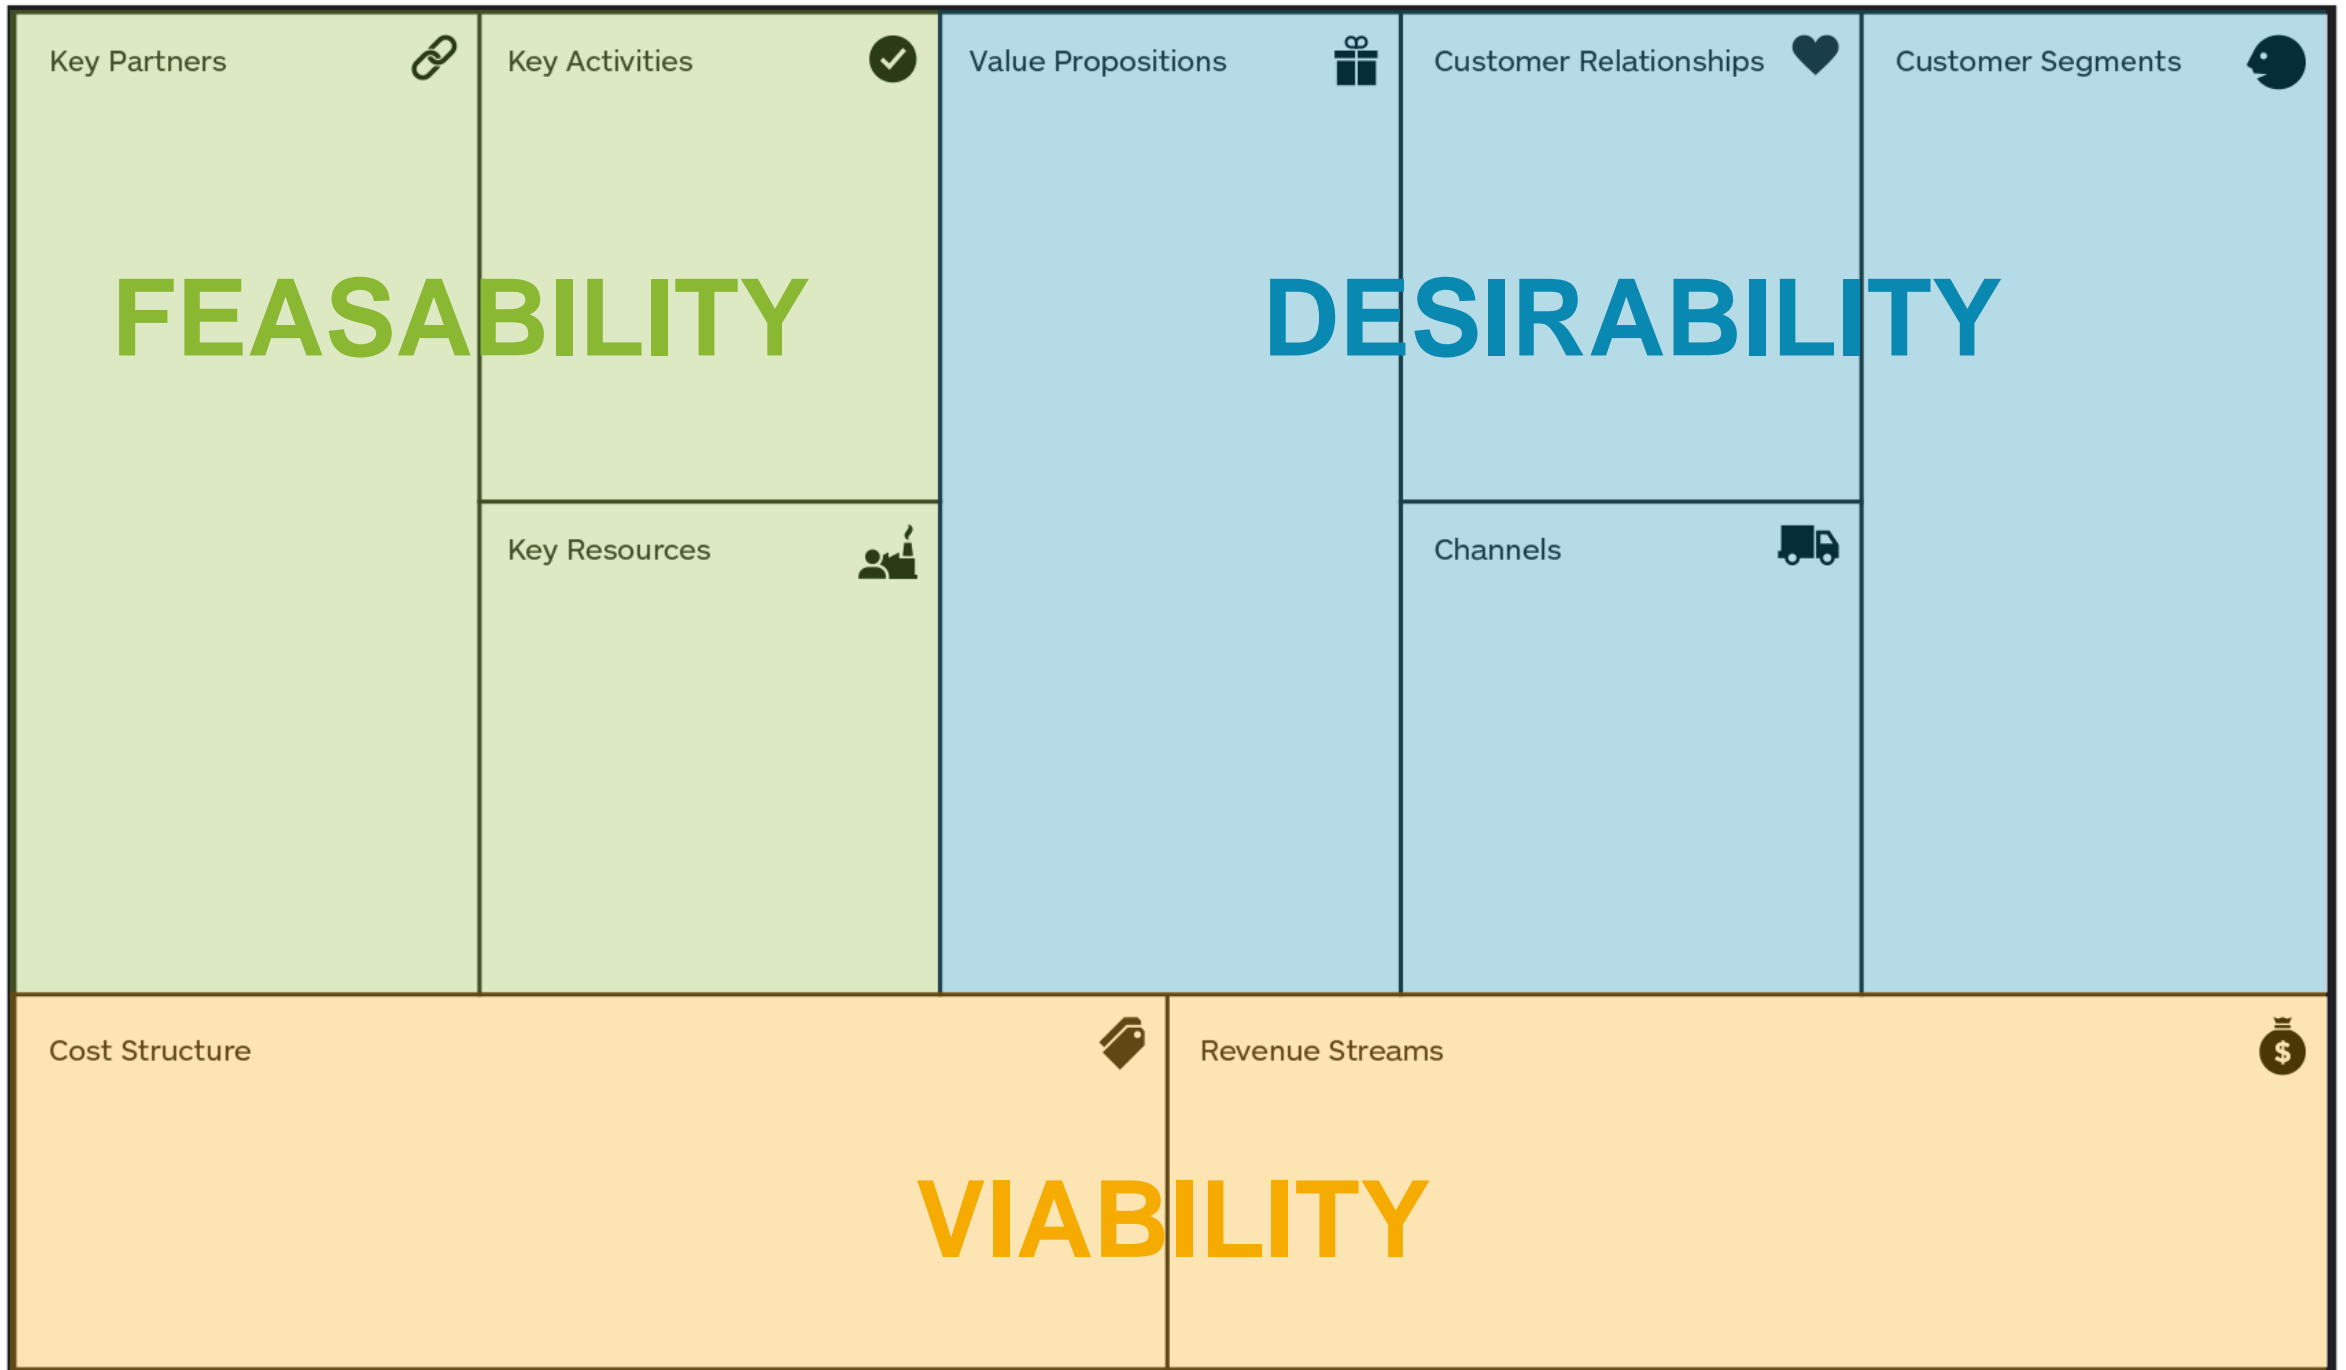 Key Partners
Key Activities
Value Propositions
Customer Relationships
Customer Segments
FEASABILITY
DESIRABILITY
Key Resources
Channels
Cost Structure
Revenue Streams
$
VIABILITY